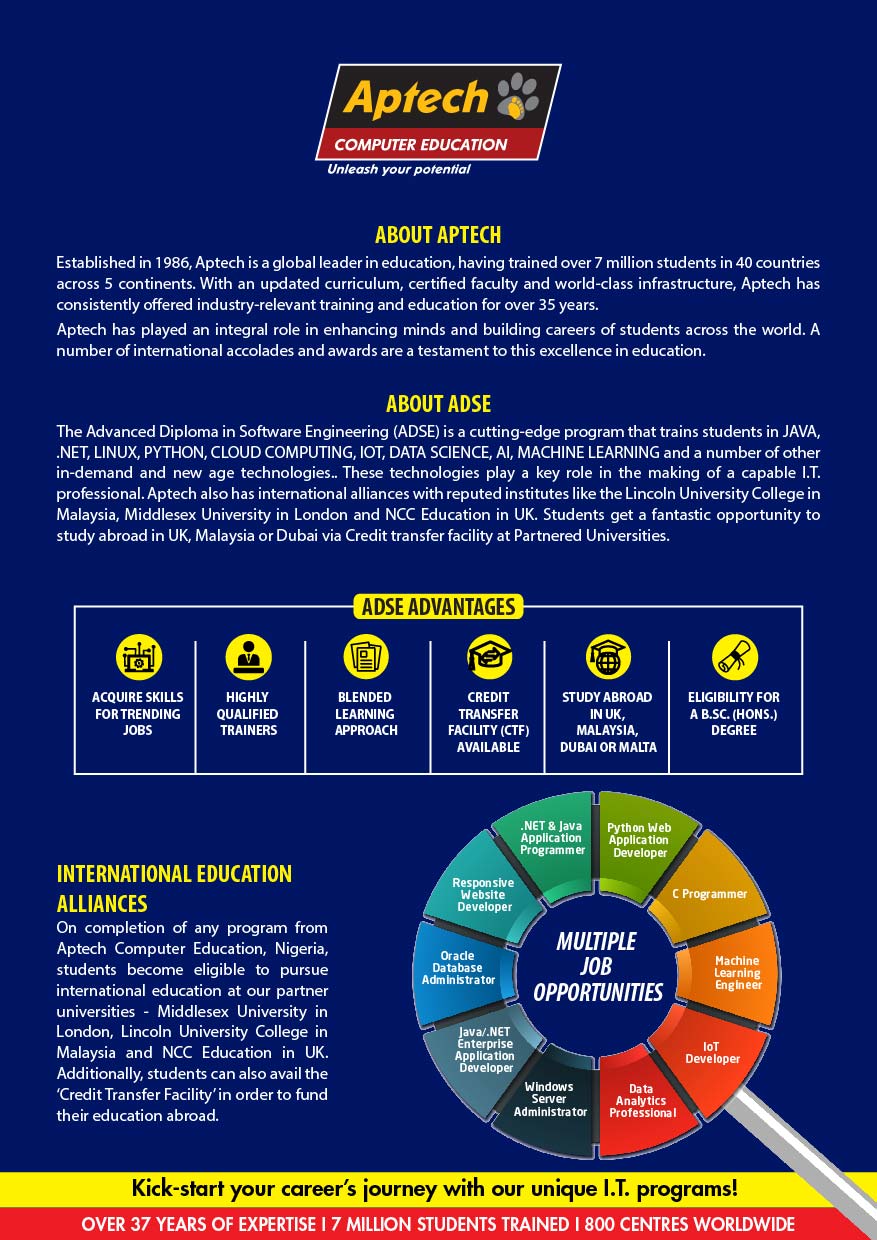 Aptech
COMPUTER EDUCATION
Unleash your potential
ABOUT APTECH
Established in 1986, Aptech is a global leader in education, having trained over 7 million students in 40 countries
across 5 continents. With an updated curriculum, certified faculty and world-class infrastructure, Aptech has
consistently offered industry-relevant training and education for over 35 years.
Aptech has played an integral role in enhancing minds and building careers of students across the world. A
number of international accolades and awards are a testament to this excellence in education.
ABOUT ADSE
The Advanced Diploma in Software Engineering (ADSE) is a cutting-edge program that trains students in JAVA,
.NET, LINUX, PYTHON, CLOUD COMPUTING, IOT, DATA SCIENCE, AI, MACHINE LEARNING and a number of other
in-demand and new age technologies.. These technologies play a key role in the making of a capable I.T.
professional. Aptech also has international alliances with reputed institutes like the Lincoln University College in
Malaysia, Middlesex University in London and NCC Education in UK. Students get a fantastic opportunity to
study abroad in UK, Malaysia or Dubai via Credit transfer facility at Partnered Universities.
ADSE ADVANTAGES
ACQUIRE SKILLS
FOR TRENDING
JOBS
HIGHLY
QUALIFIED
TRAINERS
BLENDED
LEARNING
APPROACH
CREDIT
TRANSFER
FACILITY (CTF)
AVAILABLE
STUDY ABROAD
IN UK,
MALAYSIA,
DUBAI OR MALTA
ELIGIBILITY FOR
A B.SC. (HONS.)
DEGREE
INTERNATIONAL EDUCATION
ALLIANCES
On completion of any program from
Aptech Computer Education, Nigeria,
students become eligible to pursue
international education at our partner
universities - Middlesex University in
London, Lincoln University College in
Malaysia and NCC Education in UK.
Additionally, students can also avail the
‘Credit Transfer Facility’ in order to fund
their education abroad.
MULTIPLE
JOB
OPPORTUNITIES
.NET & Java
Application
Programmer
Python Web
Application
Developer
C Programmer
Machine
Learning
Engineer
IoT
Developer
Data
Analytics
Professional
Windows
Server
Administrator
Java/.NET
Enterprise
Application
Developer
Oracle
Database
Administrator
Responsive
Website
Developer
Kick-start your career’s journey with our unique I.T. programs!
OVER 37 YEARS OF EXPERTISE I 7 MILLION STUDENTS TRAINED I 800 CENTRES WORLDWIDE